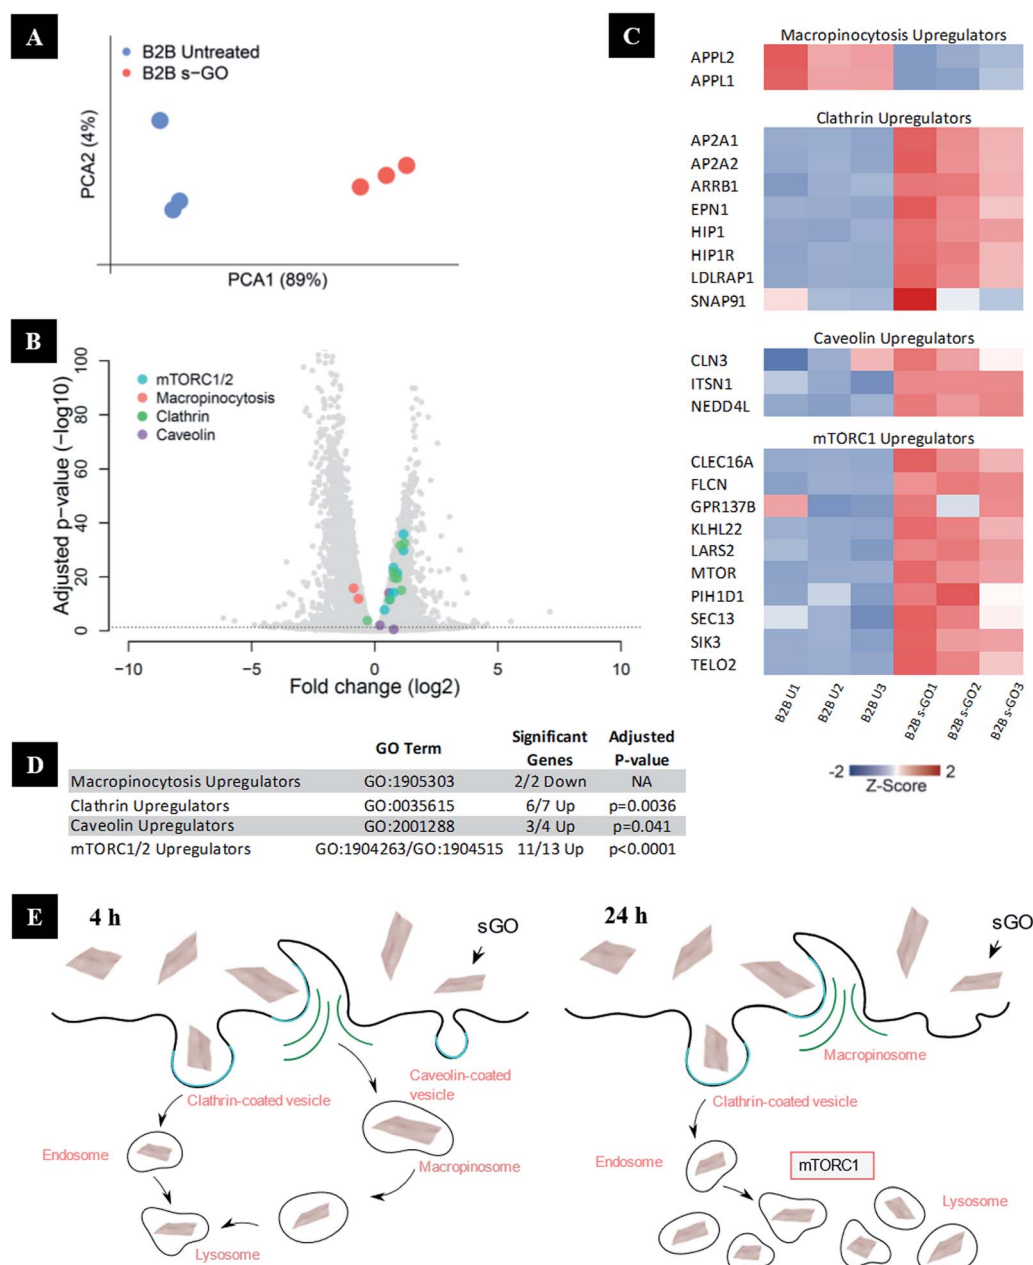 A
B2B Untreated
B2B s−GO
PCA2 (4%)
PCA1 (89%)
B
mTORC1/2
Macropinocytosis
Clathrin
Caveolin
Adjusted p-value (−log10)
100
80
60
40
20
0
−10
−5
0
5
10
Fold change (log2)
C
Macropinocytosis Upregulators
APPL2
APPL1
Clathrin Upregulators
AP2A1
AP2A2
ARRB1
EPN1
HIP1
HIP1R
LDLRAP1
SNAP91
Caveolin Upregulators
CLN3
ITSN1
NEDD4L
mTORC1 Upregulators
CLEC16A
FLCN
GPR137B
KLHL22
LARS2
MTOR
PIH1D1
SEC13
SIK3
TELO2
B2B U1
B2B U2
B2B U3
B2B s-GO1
B2B s-GO2
B2B s-GO3
-2
2
Z-Score
D
GO Term
Significant Genes
Adjusted P-value
Macropinocytosis Upregulators GO:1905303 2/2 Down NA
Clathrin Upregulators GO:0035615 6/7 Up p=0.0036
Caveolin Upregulators GO:2001288 3/4 Up p=0.041
mTORC1/2 Upregulators GO:1904263/GO:1904515 11/13 Up p<0.0001
E
4 h
sGO
Caveolin-coated
vesicle
Clathrin-coated vesicle
Endosome
Macropinosome
Lysosome
24 h
sGO
Macropinosome
Clathrin-coated vesicle
Endosome
mTORC1
Lysosome